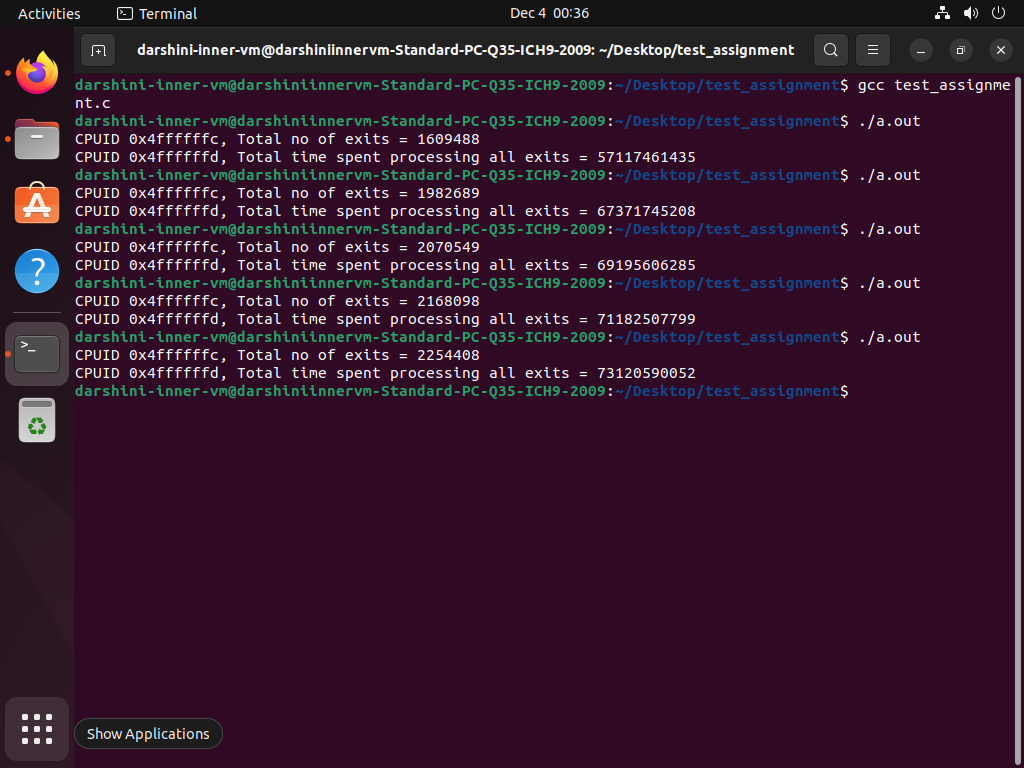 Activities Terminal Dec 4 00:36
darshini-inner-vm@darshiniinnervm-Standard-PC-Q35-ICH9-2009: ~/Desktop/test_assignment
darshini-inner-vm@darshiniinnervm-Standard-PC-Q35-ICH9-2009:~/Desktop/test_assignment$ gcc test_assignme
nt.c
darshini-inner-vm@darshiniinnervm-Standard-PC-Q35-ICH9-2009:~/Desktop/test_assignment$ ./a.out
CPUID 0x4ffffffc, Total no of exits = 1609488
CPUID 0x4ffffffd, Total time spent processing all exits = 57117461435
darshini-inner-vm@darshiniinnervm-Standard-PC-Q35-ICH9-2009:~/Desktop/test_assignment$ ./a.out
CPUID 0x4ffffffc, Total no of exits = 1982689
CPUID 0x4ffffffd, Total time spent processing all exits = 67371745208
darshini-inner-vm@darshiniinnervm-Standard-PC-Q35-ICH9-2009:~/Desktop/test_assignment$ ./a.out
CPUID 0x4ffffffc, Total no of exits = 2070549
CPUID 0x4ffffffd, Total time spent processing all exits = 69195606285
darshini-inner-vm@darshiniinnervm-Standard-PC-Q35-ICH9-2009:~/Desktop/test_assignment$ ./a.out
CPUID 0x4ffffffc, Total no of exits = 2168098
CPUID 0x4ffffffd, Total time spent processing all exits = 71182507799
darshini-inner-vm@darshiniinnervm-Standard-PC-Q35-ICH9-2009:~/Desktop/test_assignment$ ./a.out
CPUID 0x4ffffffc, Total no of exits = 2254408
CPUID 0x4ffffffd, Total time spent processing all exits = 73120590052
darshini-inner-vm@darshiniinnervm-Standard-PC-Q35-ICH9-2009:~/Desktop/test_assignment$
Show Applications